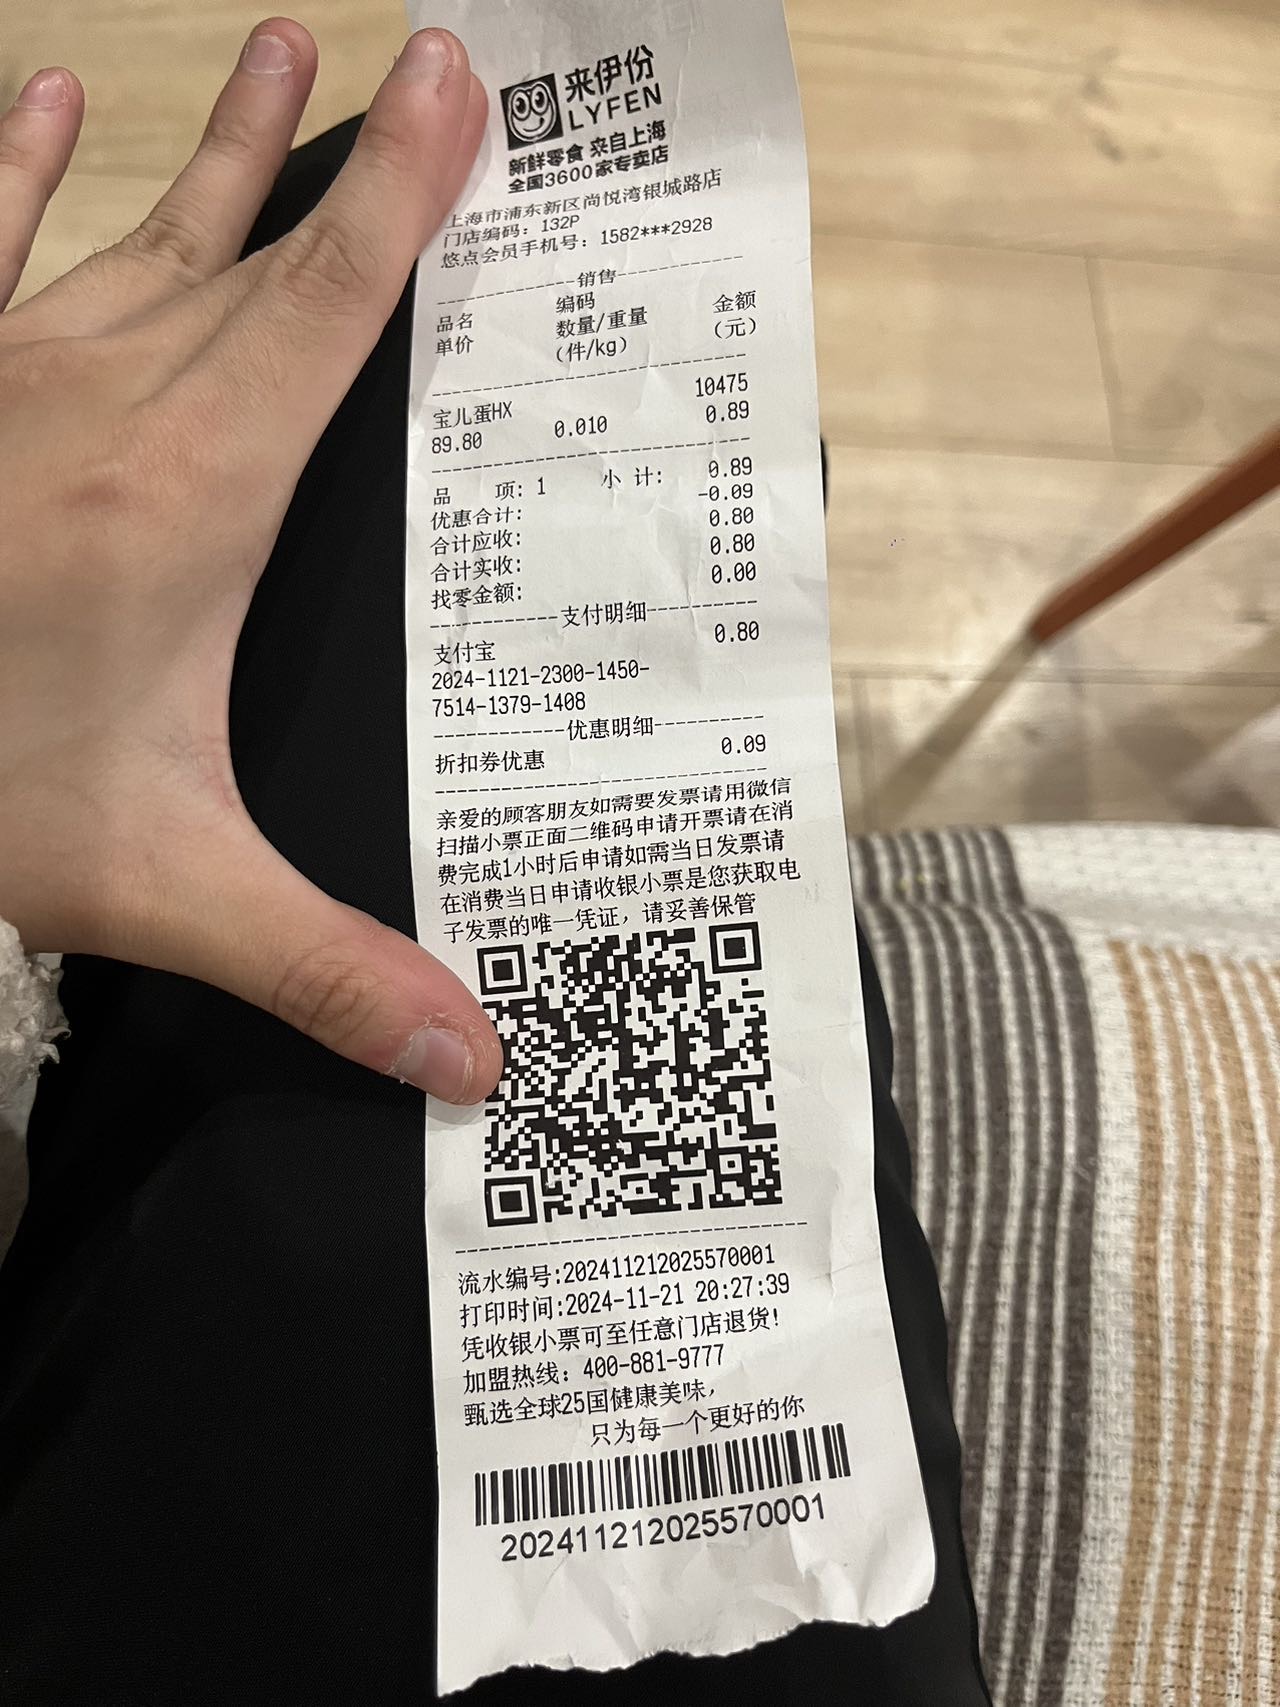 来伊份
LYFEN
新鲜零食 来自上海
全国3600家专卖店
上海市浦东新区尚悦湾银城路店
门店编码：132P
悠点会员手机号：1582***2928
销售
品名 编码 金额
单价 数量/重量 （元）
（件/kg）
宝儿蛋HX 10475
89.80 0.010 0.89
品 项: 1 小 计: 0.89
优惠合计: -0.09
合计应收: 0.80
合计实收: 0.80
找零金额: 0.00
支付明细
支付宝 0.80
2024-1121-2300-1450-
7514-1379-1408
优惠明细
折扣券优惠 0.09
亲爱的顾客朋友如需要发票请用微信
扫描小票正面二维码申请开票请在消
费完成1小时后申请如需当日发票请
在消费当日申请收银小票是您获取电
子发票的唯一凭证，请妥善保管
流水编号:202411212025570001
打印时间:2024-11-21 20:27:39
凭收银小票可至任意门店退货!
加盟热线：400-881-9777
甄选全球25国健康美味，
只为每一个更好的你
202411212025570001